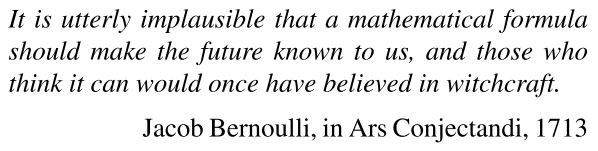 It is utterly implausible that a mathematical formula
should make the future known to us, and those who
think it can would once have believed in witchcraft.
Jacob Bernoulli, in Ars Conjectandi, 1713